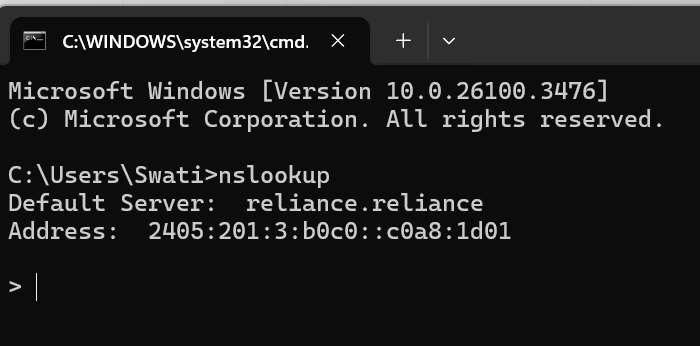 C:\WINDOWS\system32\cmd.
Microsoft Windows [Version 10.0.26100.3476]
(c) Microsoft Corporation. All rights reserved.
C:\Users\Swati>nslookup
Default Server:  reliance.reliance
Address:  2405:201:3:b0c0::c0a8:1d01
>